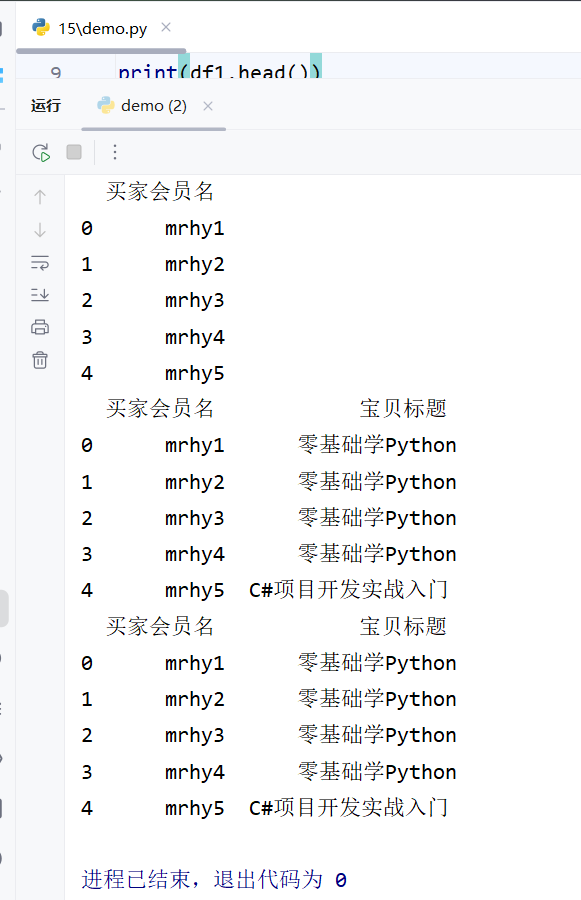 15\demo.py
9 print(df1.head())
运行 demo (2)
买家会员名
0 mrhy1
1 mrhy2
2 mrhy3
3 mrhy4
4 mrhy5
买家会员名 宝贝标题
0 mrhy1 零基础学Python
1 mrhy2 零基础学Python
2 mrhy3 零基础学Python
3 mrhy4 零基础学Python
4 mrhy5 C#项目开发实战入门
买家会员名 宝贝标题
0 mrhy1 零基础学Python
1 mrhy2 零基础学Python
2 mrhy3 零基础学Python
3 mrhy4 零基础学Python
4 mrhy5 C#项目开发实战入门
进程已结束，退出代码为 0